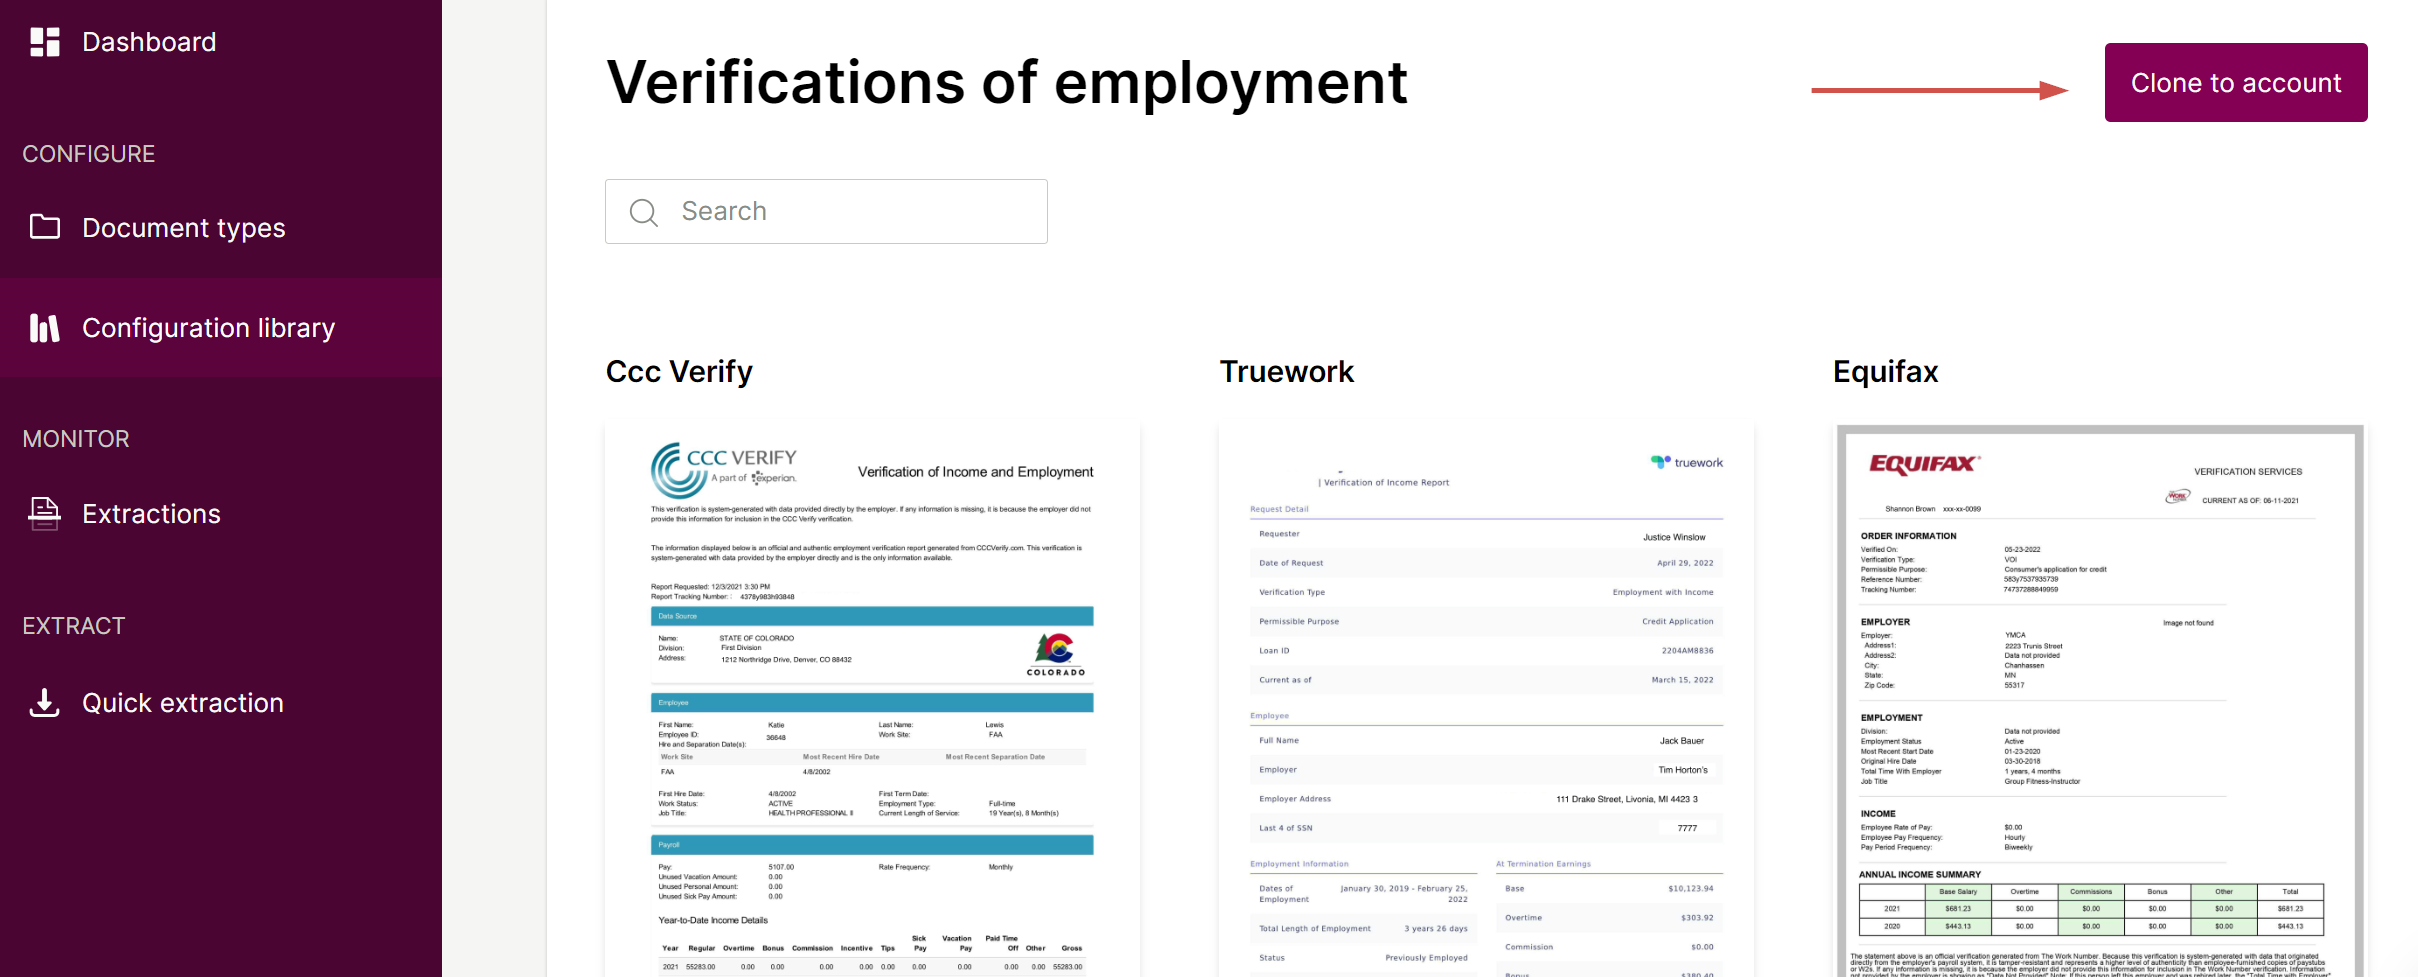 Dashboard
CONFIGURE
Document types
Configuration library
MONITOR
Extractions
EXTRACT
Quick extraction
Verifications of employment
Clone to account
Search
Ccc Verify
CCC VERIFY
A part of experian.
Verification of Income and Employment
This verification is system-generated with data provided directly by the employer. If any information is missing, it is because the employer did not
provide this information for inclusion in the CCC Verify verification.
The information displayed below is an official and authentic employment verification report generated from CCCVerify.com. This verification is
system-generated with data provided by the employer directly and is the only information available.
Report Requested: 12/3/2021 3:30 PM
Report Tracking Number: : 4378y983h93848
Data Source
Name: STATE OF COLORADO
Division: First Division
Address: 1212 Northridge Drive, Denver, CO 88432
COLORADO
Employee
First Name: Katie Last Name: Lewis
Employee ID: 36648 Work Site: FAA
Hire and Separation Date(s):
Work Site Most Recent Hire Date Most Recent Separation Date
FAA 4/8/2002
First Hire Date: 4/8/2002 First Term Date:
Work Status: ACTIVE Employment Type: Full-time
Job Title: HEALTH PROFESSIONAL II Current Length of Service: 19 Year(s), 8 Month(s)
Payroll
Pay: 5107.00 Rate Frequency: Monthly
Unused Vacation Amount: 0.00
Unused Personal Amount: 0.00
Unused Sick Pay Amount: 0.00
Year-to-Date Income Details
Year Regular Overtime Bonus Commission Incentive Tips Sick Pay Vacation Pay Paid Time Off Other Gross
2021 55283.00 0.00 0.00 0.00 0.00 0.00 0.00 0.00 0.00 0.00 55283.00
Truework
truework
| Verification of Income Report
Request Detail
Requester Justice Winslow
Date of Request April 29, 2022
Verification Type Employment with Income
Permissible Purpose Credit Application
Loan ID 2204AM8836
Current as of March 15, 2022
Employee
Full Name Jack Bauer
Employer Tim Horton's
Employer Address 111 Drake Street, Livonia, MI 4423 3
Last 4 of SSN 7777
Employment Information
Dates of Employment January 30, 2019 - February 25, 2022
Total Length of Employment 3 years 26 days
Status Previously Employed
At Termination Earnings
Base $10,123.94
Overtime $303.92
Commission $0.00
Bonus $380.40
Equifax
EQUIFAX
VERIFICATION SERVICES
CURRENT AS OF: 06-11-2021
Shannon Brown xxx-xx-0099
ORDER INFORMATION
Verified On: 05-23-2022
Verification Type: VOI
Permissible Purpose: Consumer's application for credit
Reference Number: 583y7537935739
Tracking Number: 74737288849959
EMPLOYER
Image not found
Employer: YMCA
Address1: 2223 Trunis Street
Address2: Data not provided
City: Chanhassen
State: MN
Zip Code: 55317
EMPLOYMENT
Division: Data not provided
Employment Status Active
Most Recent Start Date 01-23-2020
Original Hire Date 03-30-2018
Total Time With Employer 1 years, 4 months
Job Title Group Fitness-Instructor
INCOME
Employee Rate of Pay: $0.00
Employee Pay Frequency: Hourly
Pay Period Frequency: Biweekly
ANNUAL INCOME SUMMARY
Base Salary Overtime Commissions Bonus Other Total
2021 $681.23 $0.00 $0.00 $0.00 $0.00 $681.23
2020 $443.13 $0.00 $0.00 $0.00 $0.00 $443.13
The statement above is an official verification generated from The Work Number. Because this verification is system-generated with data that originated
directly from the employer's payroll system, it is tamper-resistant and represents a higher level of authenticity than employee-furnished copies of paystubs
or W2s. If any information is missing, it is because the employer did not provide this information for inclusion in The Work Number verification. Information
not provided by the employer is showing as "Data Not Provided" Note: If this person left this employer and was rehired later, the "Total Time with Employer"